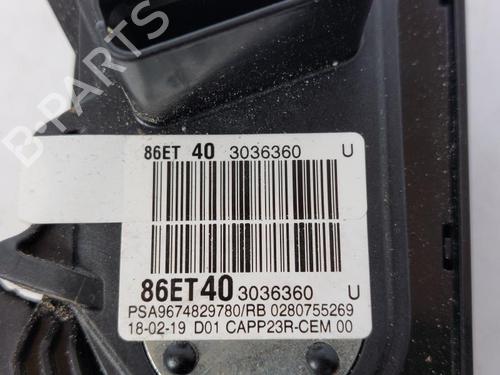 B-PARTS
86ET 40 3036360 U
86ET40 3036360 U
PSA9674829780/RB 0280755269
18-02-19 D01 CAPP23R-CEM 00